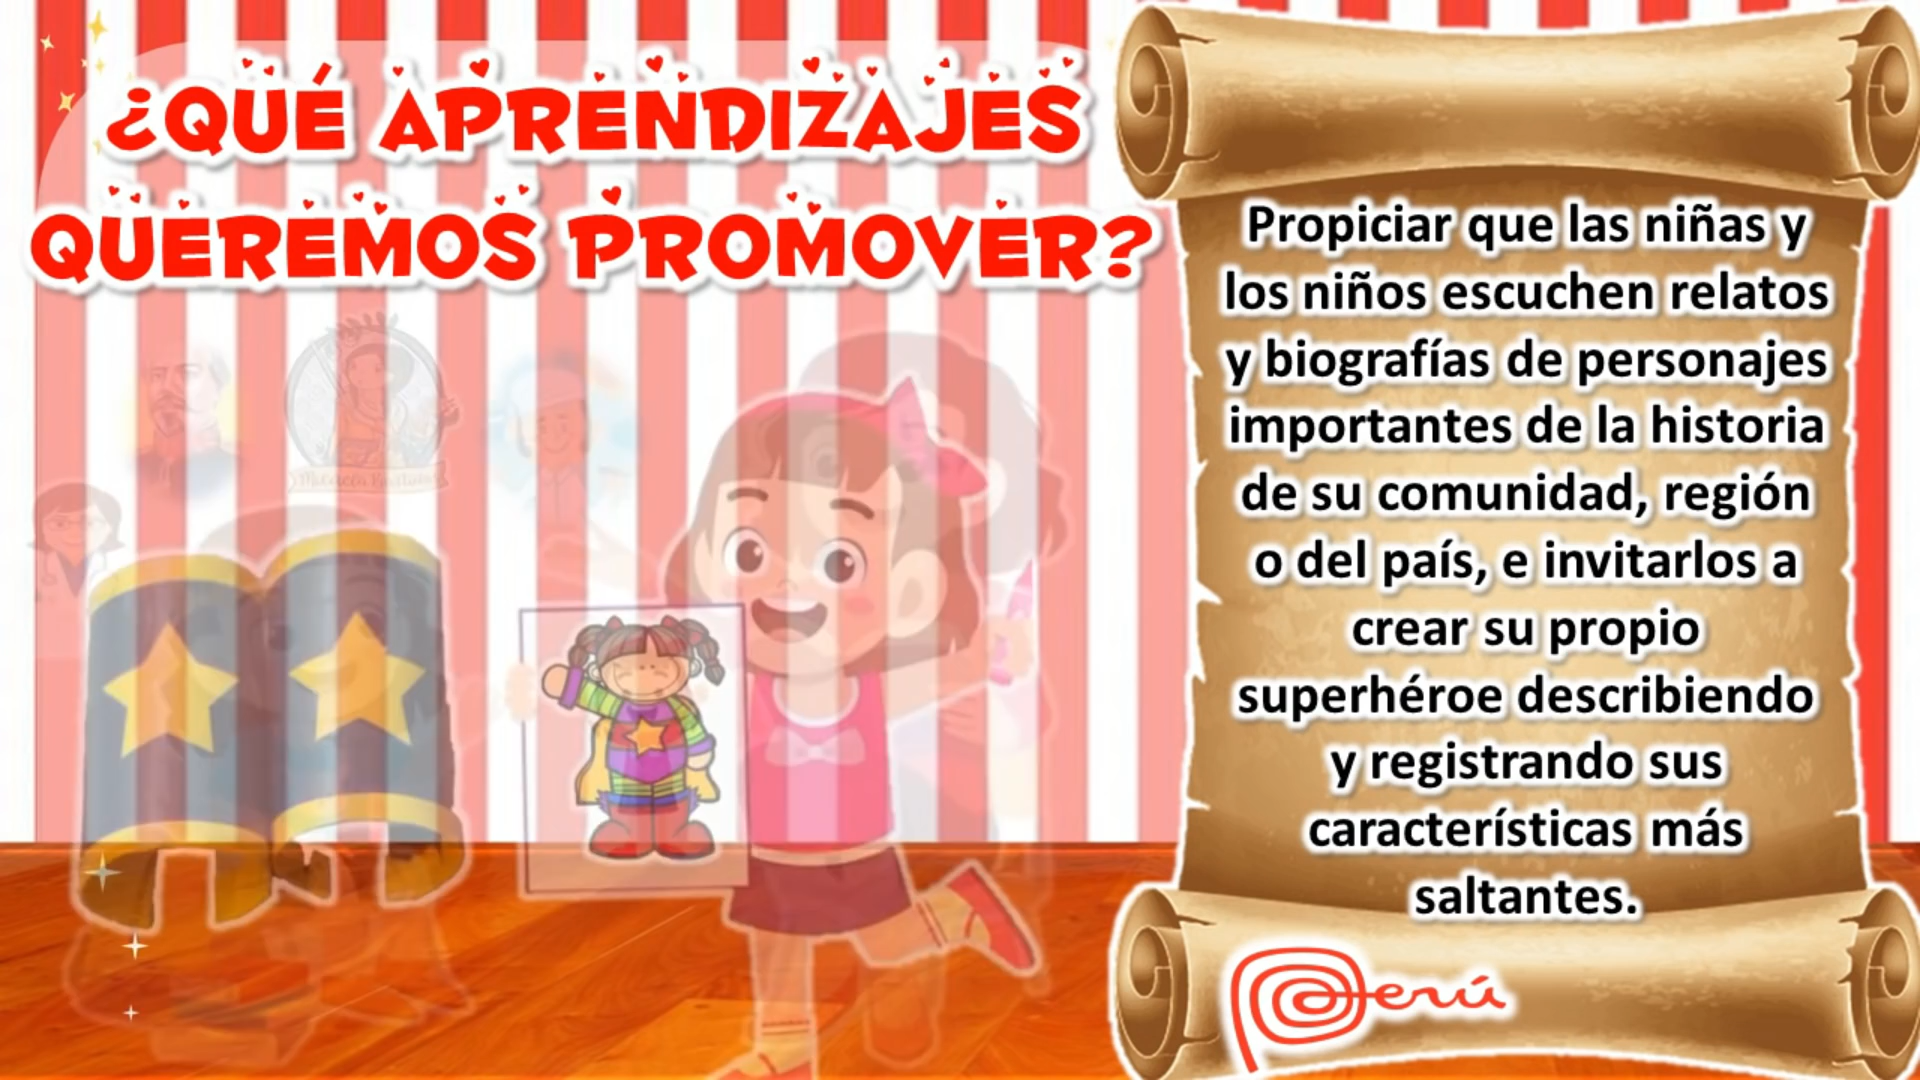 ¿QUÉ APRENDIZAJES
QUEREMOS PROMOVER?
Propiciar que las niñas y
los niños escuchen relatos
y biografías de personajes
importantes de la historia
de su comunidad, región
o del país, e invitarlos a
crear su propio
superhéroe describiendo
y registrando sus
características más
saltantes.
Perú